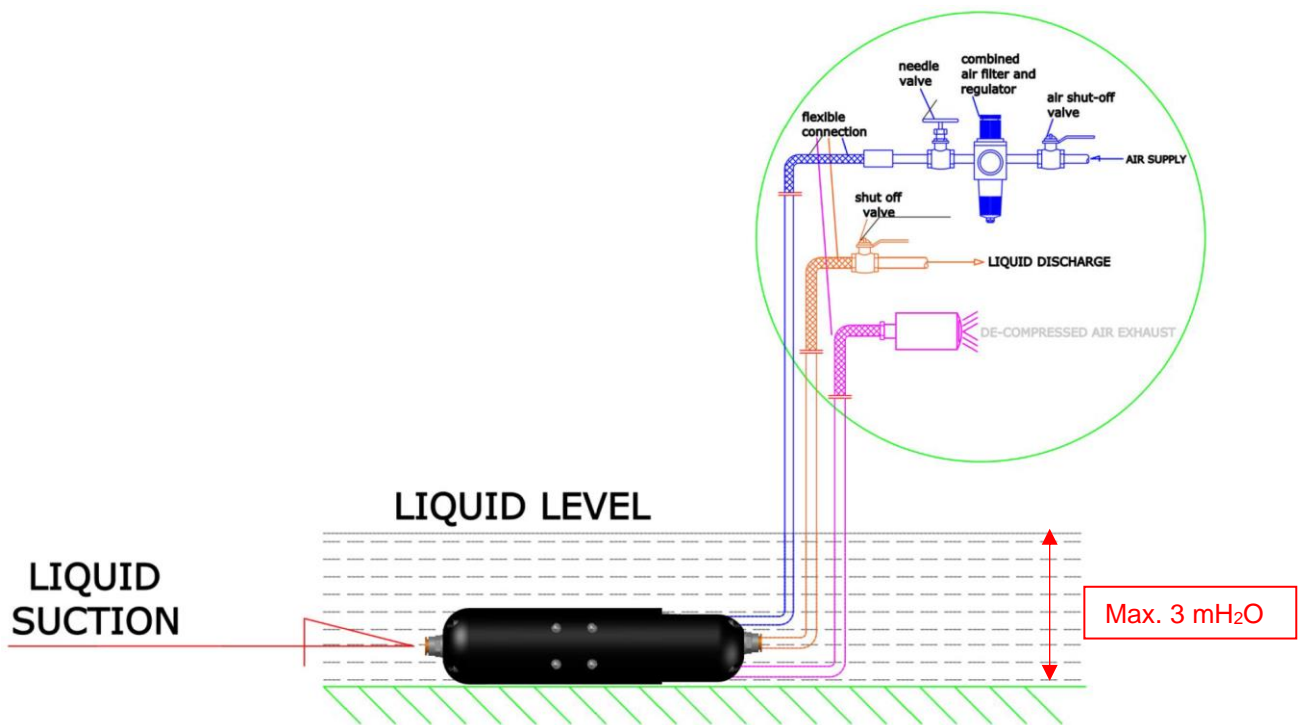 needle
valve
combined
air filter and
regulator
air shut-off
valve
flexible
connection
AIR SUPPLY
shut off
valve
LIQUID DISCHARGE
DE-COMPRESSED AIR EXHAUST
LIQUID LEVEL
LIQUID
SUCTION
Max. 3 mH₂O